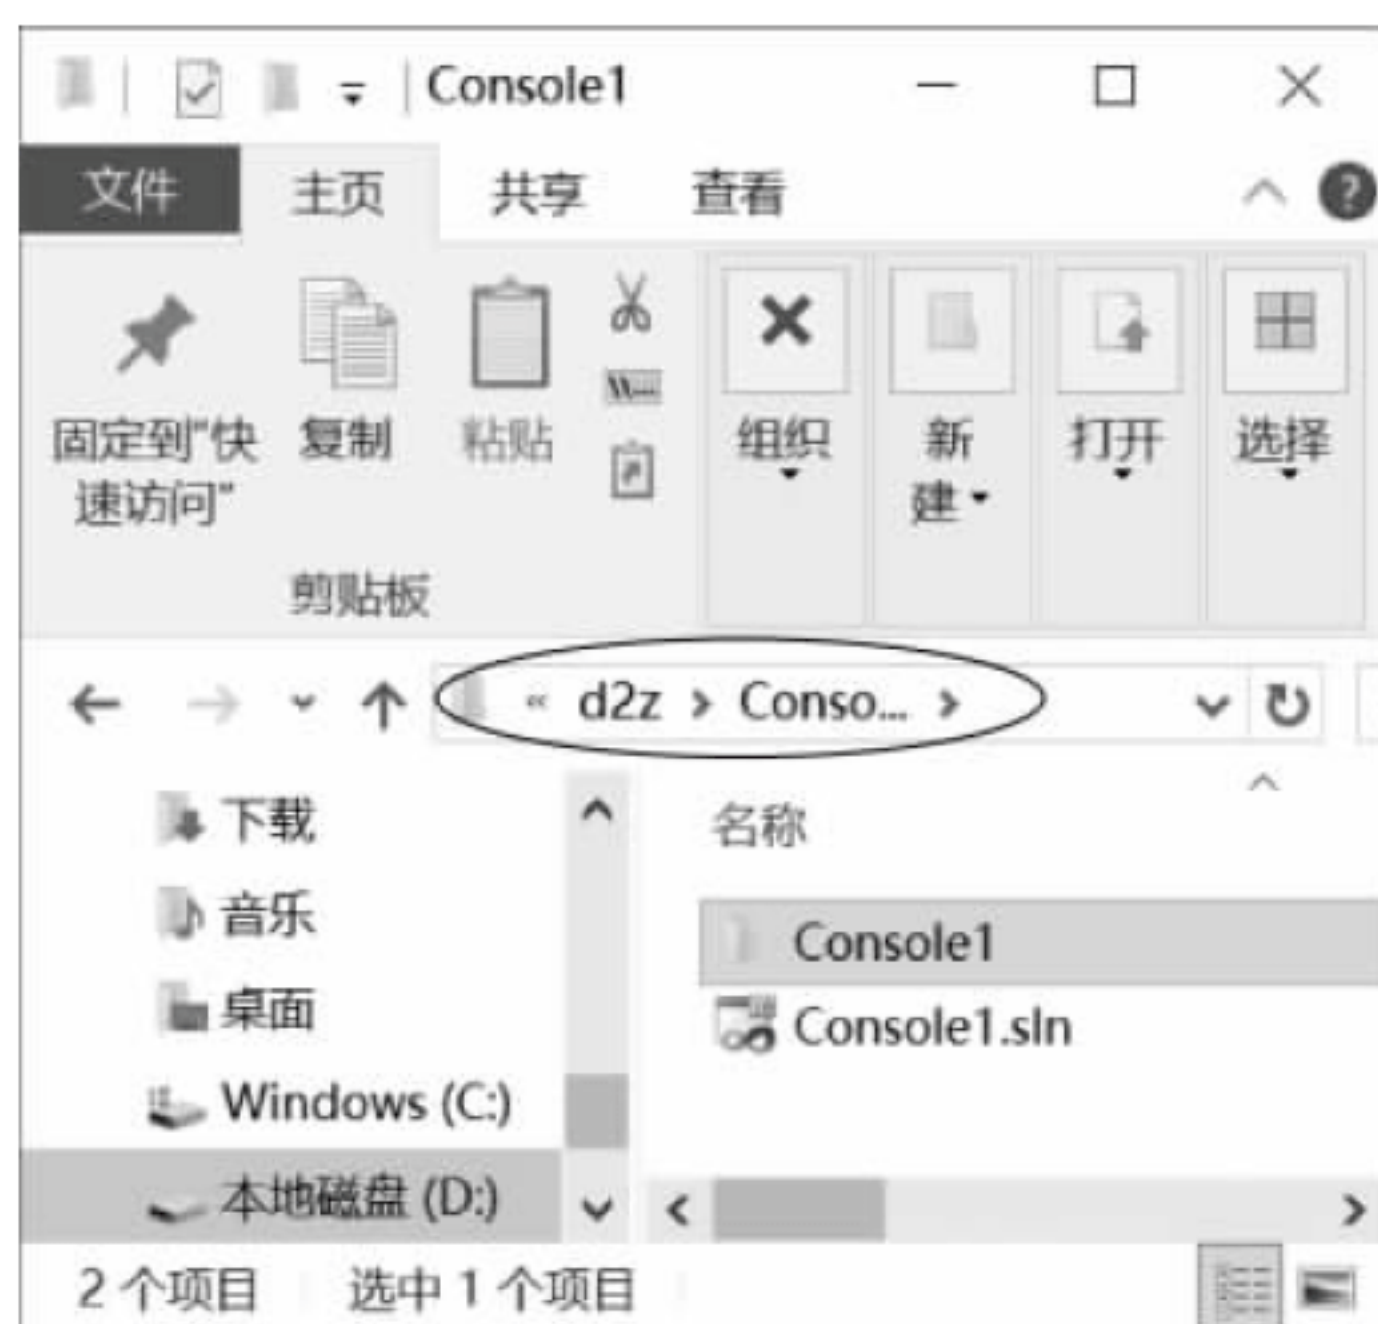 Console1
文件 主页 共享 查看
固定到"快 复制 粘贴 组织 新 打开 选择
速访问" 建
剪贴板
« d2z > Conso... >
下载 名称
音乐 Console1
桌面 Console1.sln
Windows (C:)
本地磁盘 (D:)
2 个项目 选中 1 个项目